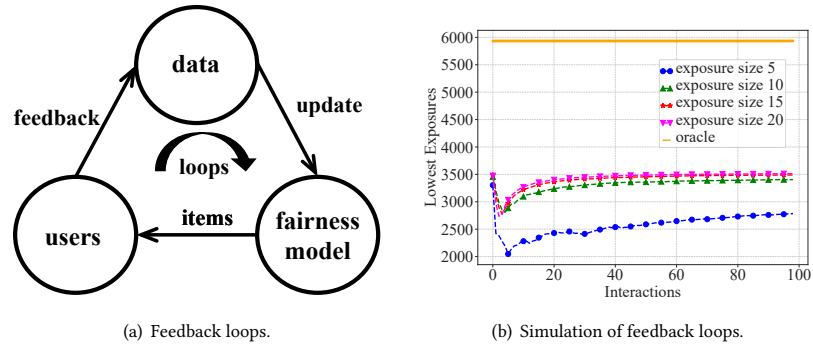 data
feedback
update
loops
items
users
fairness
model
(a) Feedback loops.
6000
5500
5000
4500
4000
3500
3000
2500
2000
Lowest Exposures
exposure size 5
exposure size 10
exposure size 15
exposure size 20
oracle
0 20 40 60 80 100
Interactions
(b) Simulation of feedback loops.